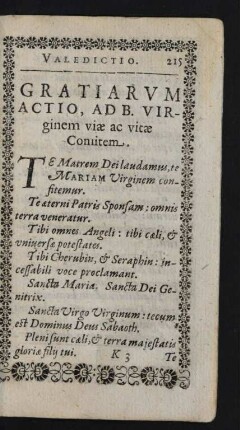 VALEDICTIO. 215
GRATIARVM
ACTIO, AD B. VIR-
ginem viæ ac vitæ
Conuitem.
TE Matrem Dei laudamus, te
MARIAM Virginem con-
fitemur.
Te æterni Patris Sponsam: omnis
terra veneratur.
Tibi omnes Angeli: tibi cæli, &
vniuersæ potestates.
Tibi Cherubin, & Seraphin: in-
cessabili voce proclamant.
Sancta Maria. Sancta Dei Ge-
nitrix.
Sancta Virgo Virginum: tecum
est Dominus Deus Sabaoth.
Pleni sunt cæli, & terra majestatis
gloriæ filij tui. K 3 Te